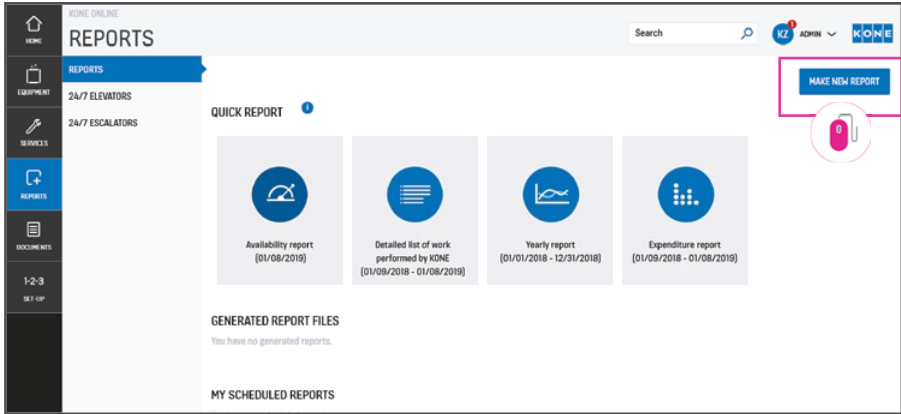 KONE ONLINE
REPORTS
Search
KZ
1
ADMIN
KONE
HOME
EQUIPMENT
SERVICES
REPORTS
DOCUMENTS
1-2-3
SET-UP
REPORTS
24/7 ELEVATORS
24/7 ESCALATORS
MAKE NEW REPORT
QUICK REPORT
i
Availability report
(01/08/2019)
Detailed list of work
performed by KONE
(01/09/2018 - 01/08/2019)
Yearly report
(01/01/2018 - 12/31/2018)
Expenditure report
(01/09/2018 - 01/08/2019)
GENERATED REPORT FILES
You have no generated reports.
MY SCHEDULED REPORTS